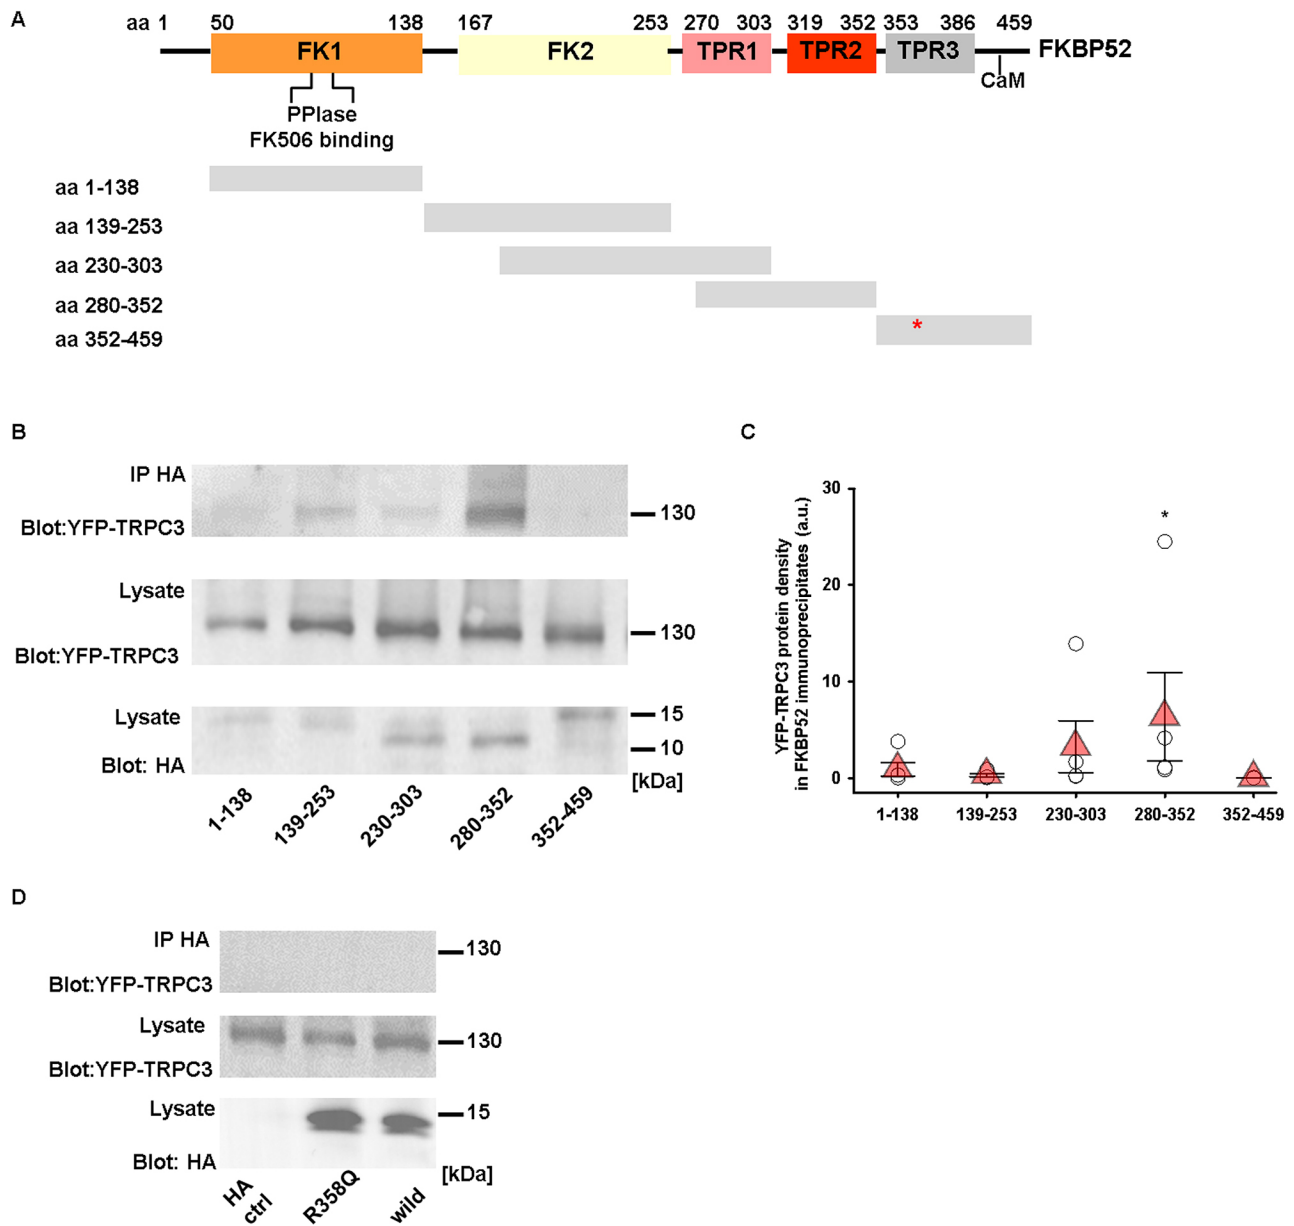 A
aa 1 50 138 167 253 270 303 319 352 353 386 459
FK1 FK2 TPR1 TPR2 TPR3 FKBP52
CaM
PPIase
FK506 binding
aa 1-138
aa 139-253
aa 230-303
aa 280-352
aa 352-459
*
B
IP HA
Blot:YFP-TRPC3
130
Lysate
Blot:YFP-TRPC3
130
Lysate
Blot: HA
15
10
[kDa]
1-138 139-253 230-303 280-352 352-459
C
YFP-TRPC3 protein density
in FKBP52 immunoprecipitates (a.u.)
30
20
10
0
*
1-138 139-253 230-303 280-352 352-459
D
IP HA
Blot:YFP-TRPC3
130
Lysate
Blot:YFP-TRPC3
130
Lysate
Blot: HA
15
[kDa]
HA
ctrl
R358Q
wild